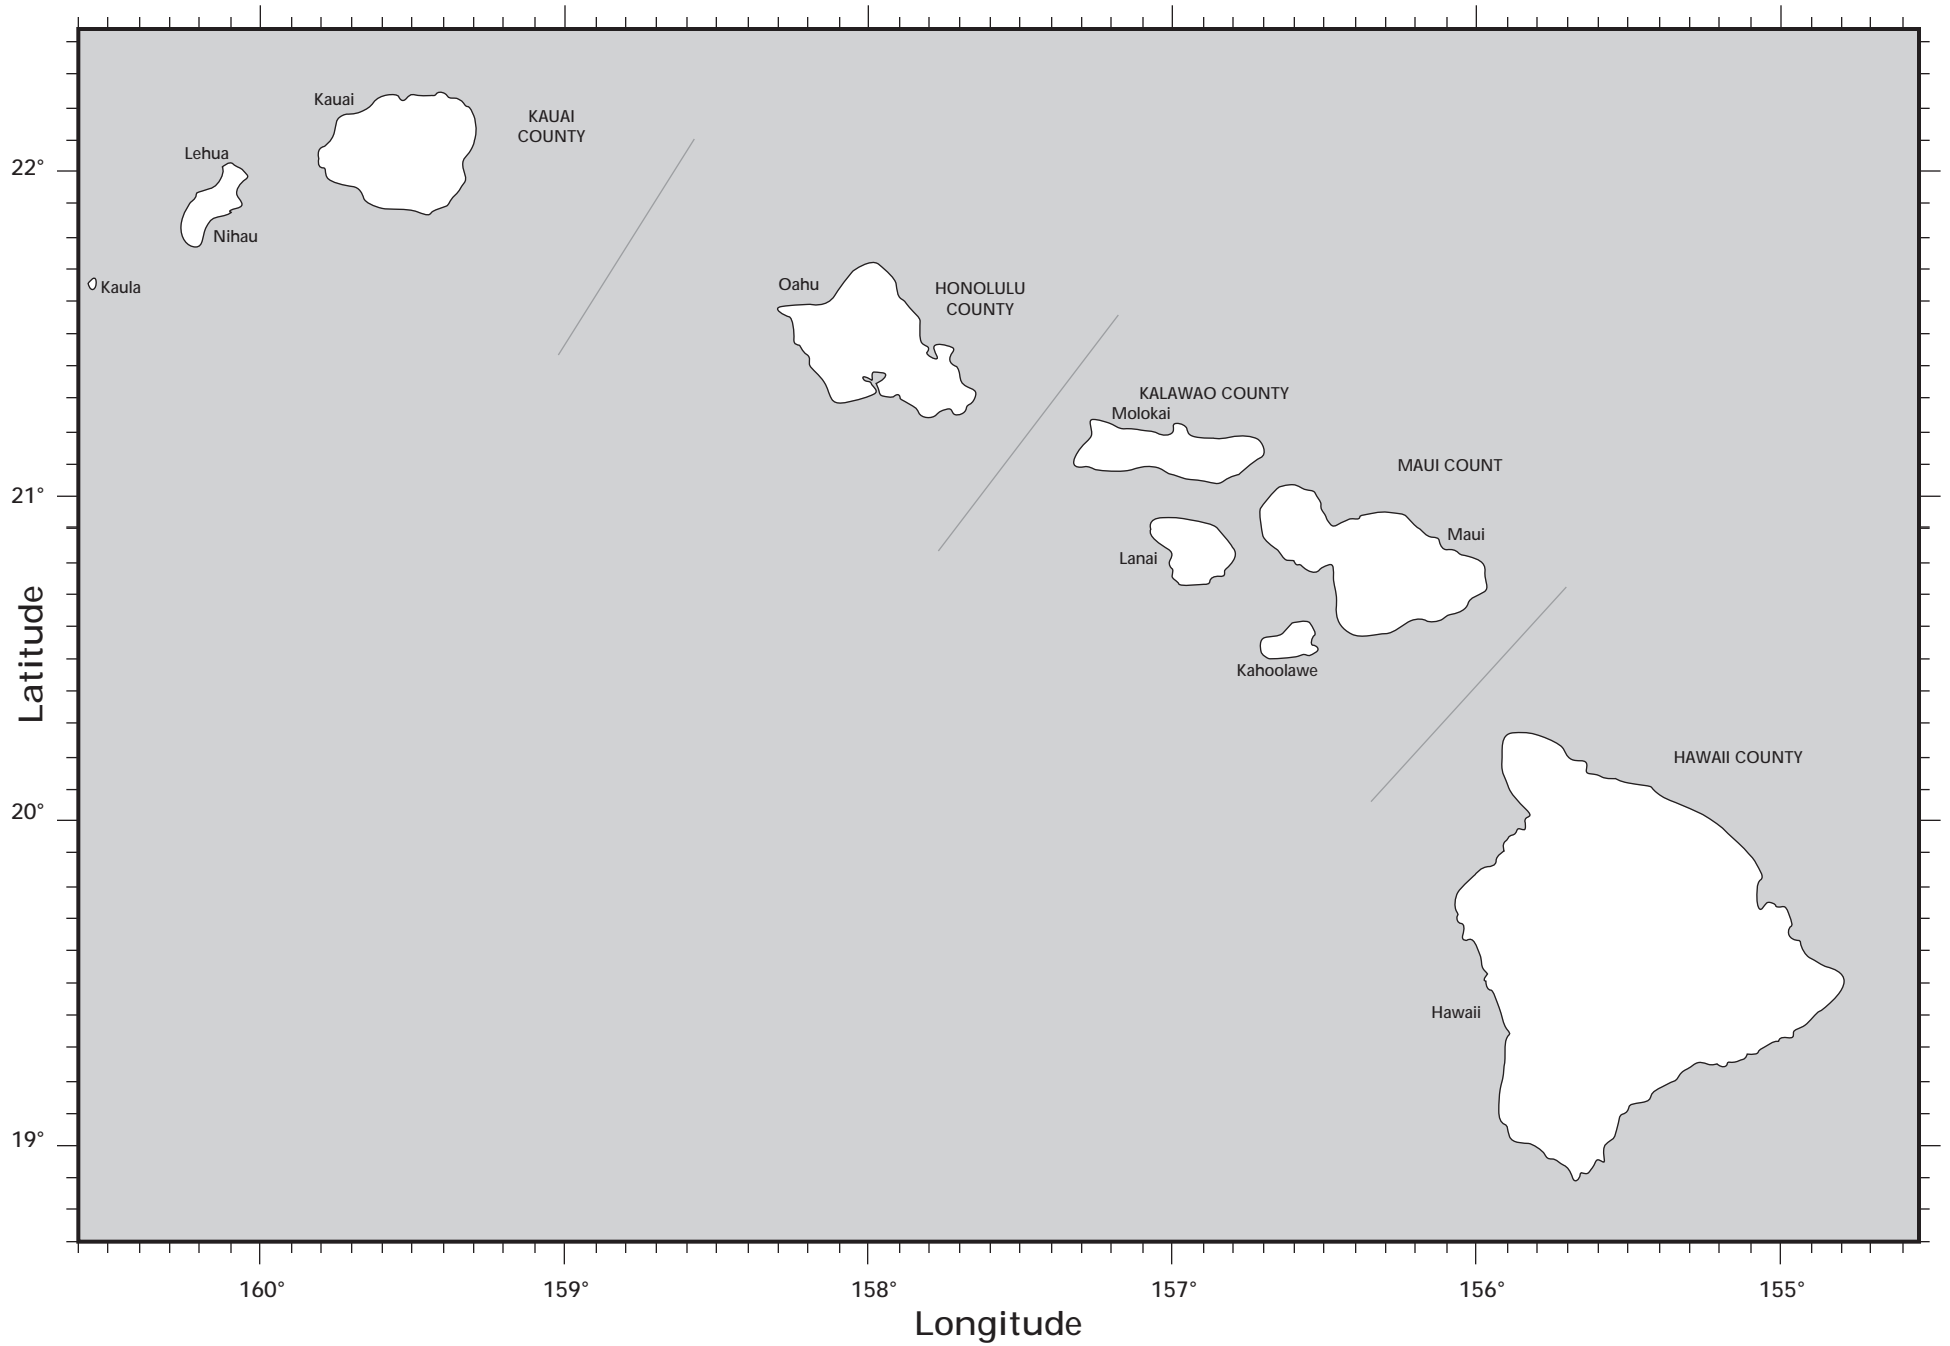 Kauai
KAUAI
COUNTY
Lehua
22°
Nihau
Kaula
Oahu
HONOLULU
COUNTY
KALAWAO COUNTY
Molokai
MAUI COUNT
21°
Maui
Lanai
Latitude
Kahoolawe
HAWAII COUNTY
20°
Hawaii
19°
160°
159°
158°
157°
156°
155°
Longitude